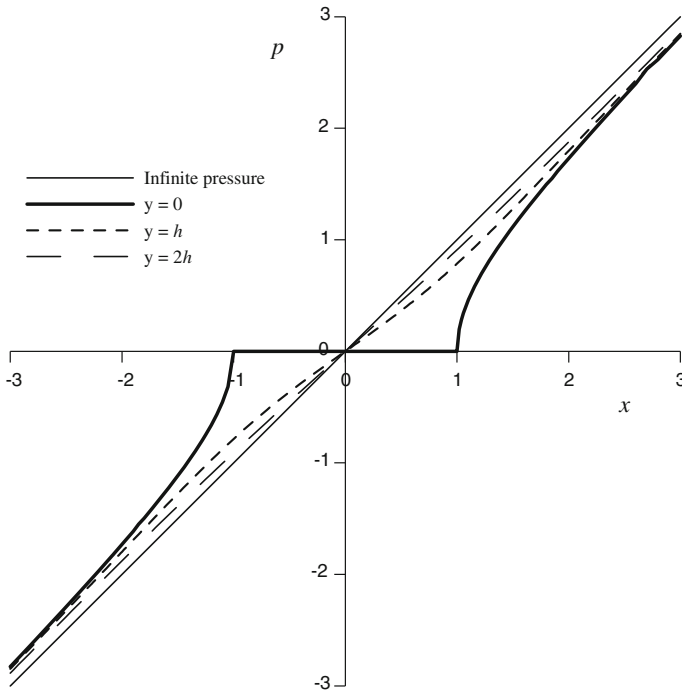 3
p
2
Infinite pressure
y = 0
y = h
y = 2h
1
0
-3
-2
-1
0
1
2
3
x
-1
-2
-3